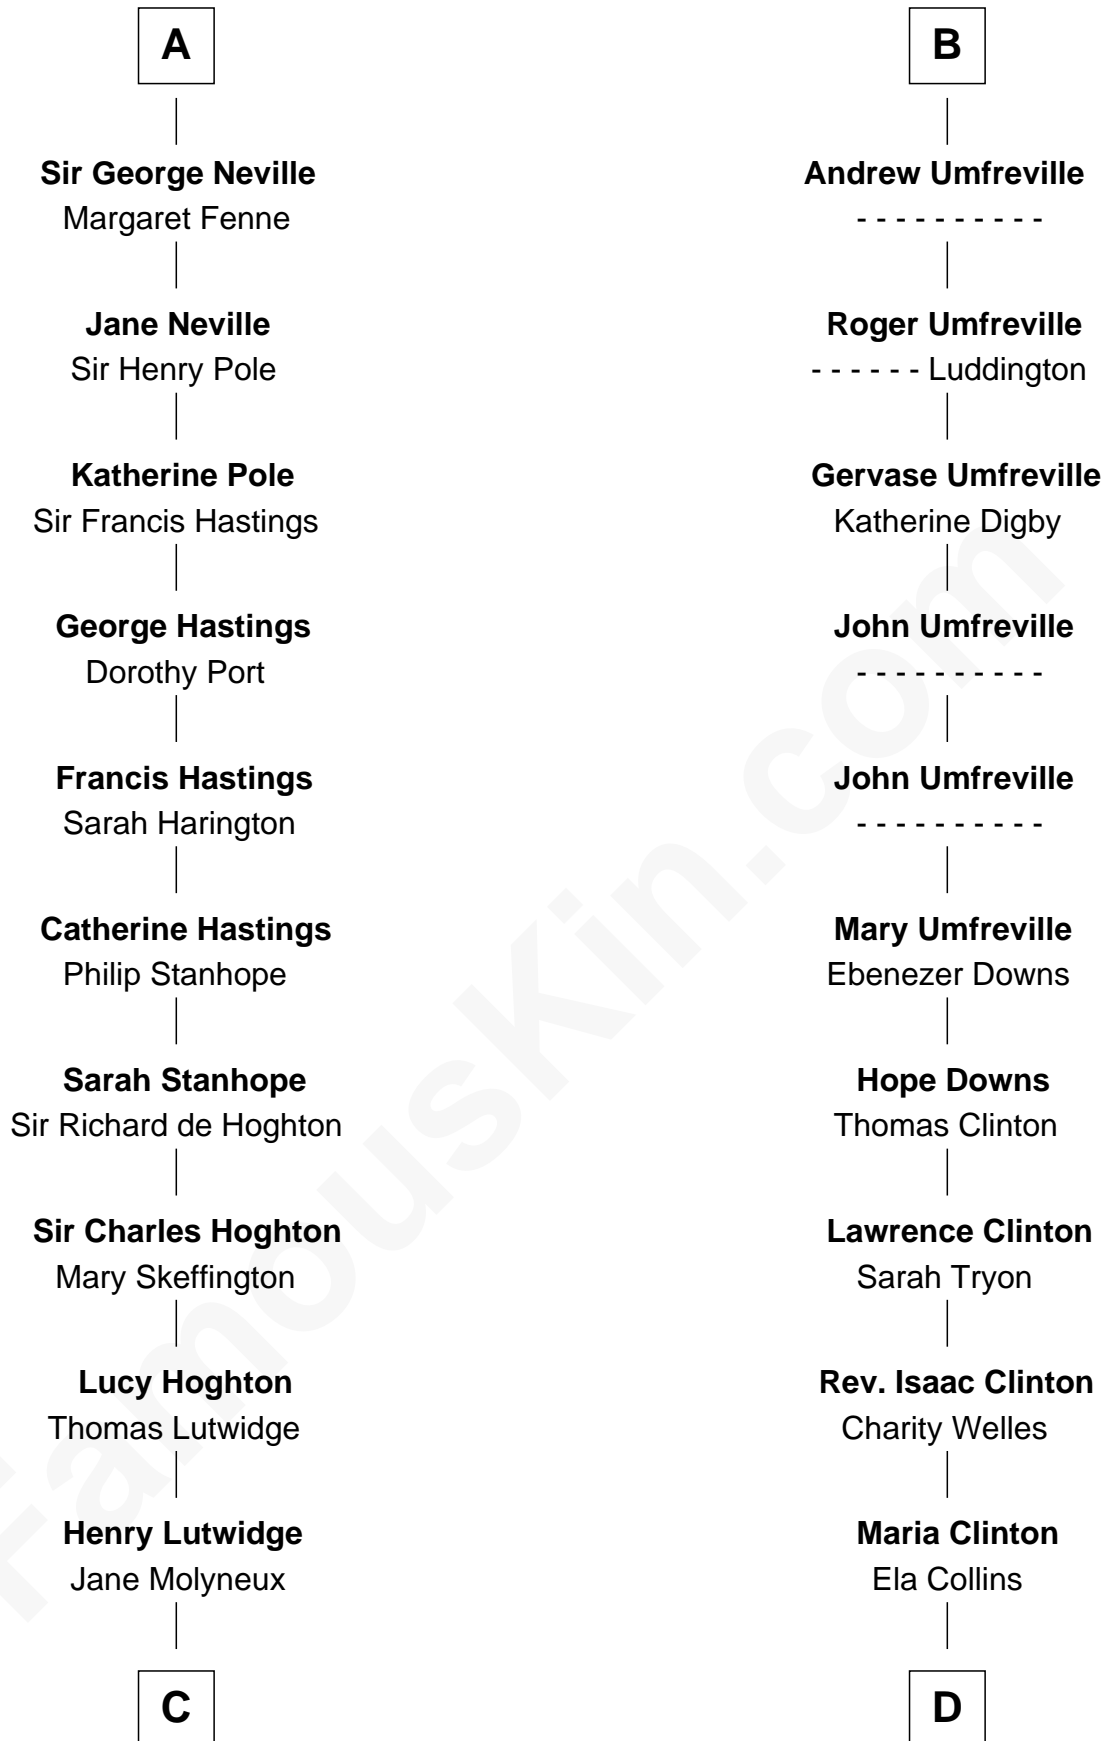 A
Sir George Neville
Margaret Fenne
Jane Neville
Sir Henry Pole
Katherine Pole
Sir Francis Hastings
George Hastings
Dorothy Port
Francis Hastings
Sarah Harington
Catherine Hastings
Philip Stanhope
Sarah Stanhope
Sir Richard de Hoghton
Sir Charles Hoghton
Mary Skeffington
Lucy Hoghton
Thomas Lutwidge
Henry Lutwidge
Jane Molyneux
C
B
Andrew Umfreville
- - - - - - - - - -
Roger Umfreville
- - - - - - Luddington
Gervase Umfreville
Katherine Digby
John Umfreville
- - - - - - - - - -
John Umfreville
- - - - - - - - - -
Mary Umfreville
Ebenezer Downs
Hope Downs
Thomas Clinton
Lawrence Clinton
Sarah Tryon
Rev. Isaac Clinton
Charity Welles
Maria Clinton
Ela Collins
D
FamousKin.com